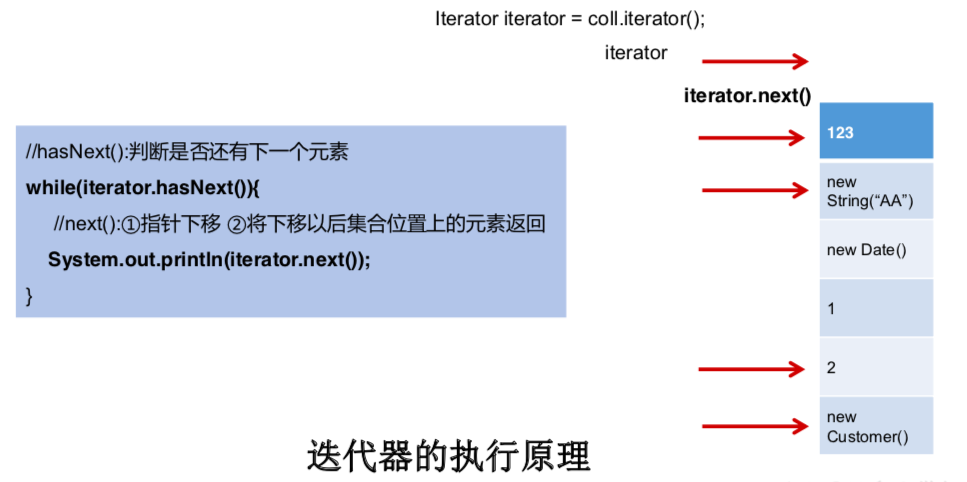 Iterator iterator = coll.iterator();
iterator
iterator.next()
//hasNext():判断是否还有下一个元素
while(iterator.hasNext()){
//next():①指针下移 ②将下移以后集合位置上的元素返回
System.out.println(iterator.next());
}
123
new
String(“AA”)
new Date()
1
2
new
Customer()
迭代器的执行原理